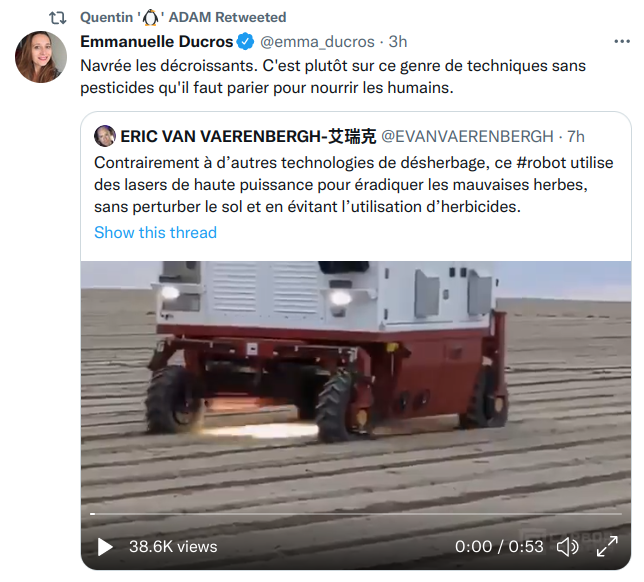 Quentin '🐧' ADAM Retweeted
Emmanuelle Ducros @emma_ducros · 3h
Navrée les décroissants. C'est plutôt sur ce genre de techniques sans
pesticides qu'il faut parier pour nourrir les humains.
ERIC VAN VAERENBERGH-艾瑞克 @EVANVAERENBERGH · 7h
Contrairement à d’autres technologies de désherbage, ce #robot utilise
des lasers de haute puissance pour éradiquer les mauvaises herbes,
sans perturber le sol et en évitant l’utilisation d’herbicides.
Show this thread
38.6K views
0:00 / 0:53